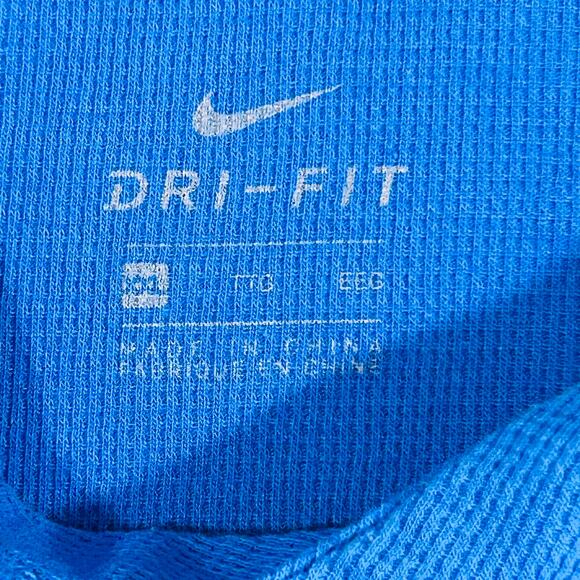 DRI-FIT
TTG EEG
MADE IN CHINA
FABRIQUE EN CHINE